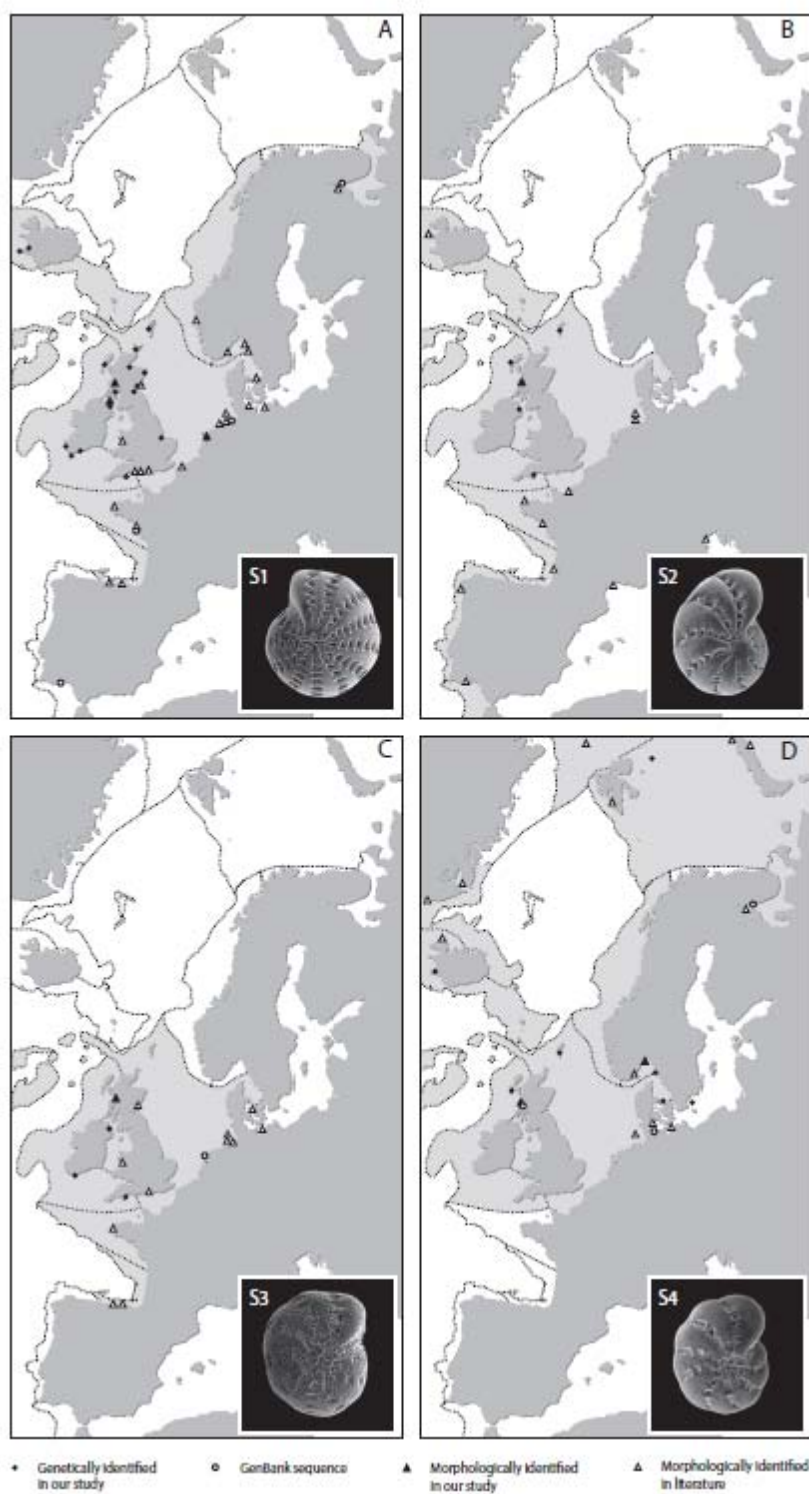 A
B
S1
S2
C
D
S3
S4
Genetically identified in our study
GenBank sequence
Morphologically identified in our study
Morphologically identified in literature